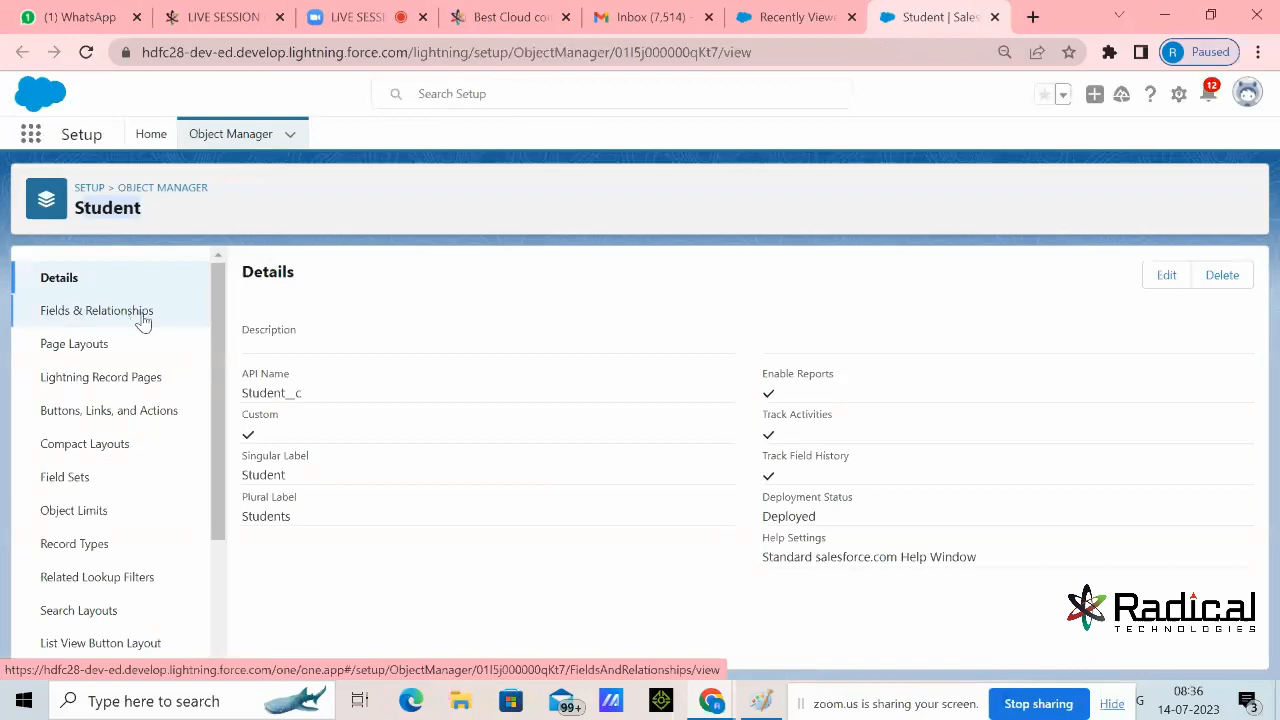 (1) WhatsApp
'LIVE SESSION
LIVE SESSI
Best Cloud co
Inbox (7,514) -
Recently View
Student | Sales
hdfc28-dev-ed.develop.lightning.force.com/lightning/setup/ObjectManager/01I5j000000qKt7/view
R
Paused
Search Setup
12
Setup
Home
Object Manager
SETUP > OBJECT MANAGER
Student
Details
Fields & Relationships
Page Layouts
Lightning Record Pages
Buttons, Links, and Actions
Compact Layouts
Field Sets
Object Limits
Record Types
Related Lookup Filters
Search Layouts
List View Button Layout
Details
Edit
Delete
Description
API Name
Student__c
Custom
Singular Label
Student
Plural Label
Students
Enable Reports
Track Activities
Track Field History
Deployment Status
Deployed
Help Settings
Standard salesforce.com Help Window
Radical
TECHNOLOGIES
https://hdfc28-dev-ed.develop.lightning.force.com/one/one.app#/setup/ObjectManager/01I5j000000qKt7/FieldsAndRelationships/view
Type here to search
99+
zoom.us is sharing your screen.
Stop sharing
Hide
G
08:36
14-07-2023
3